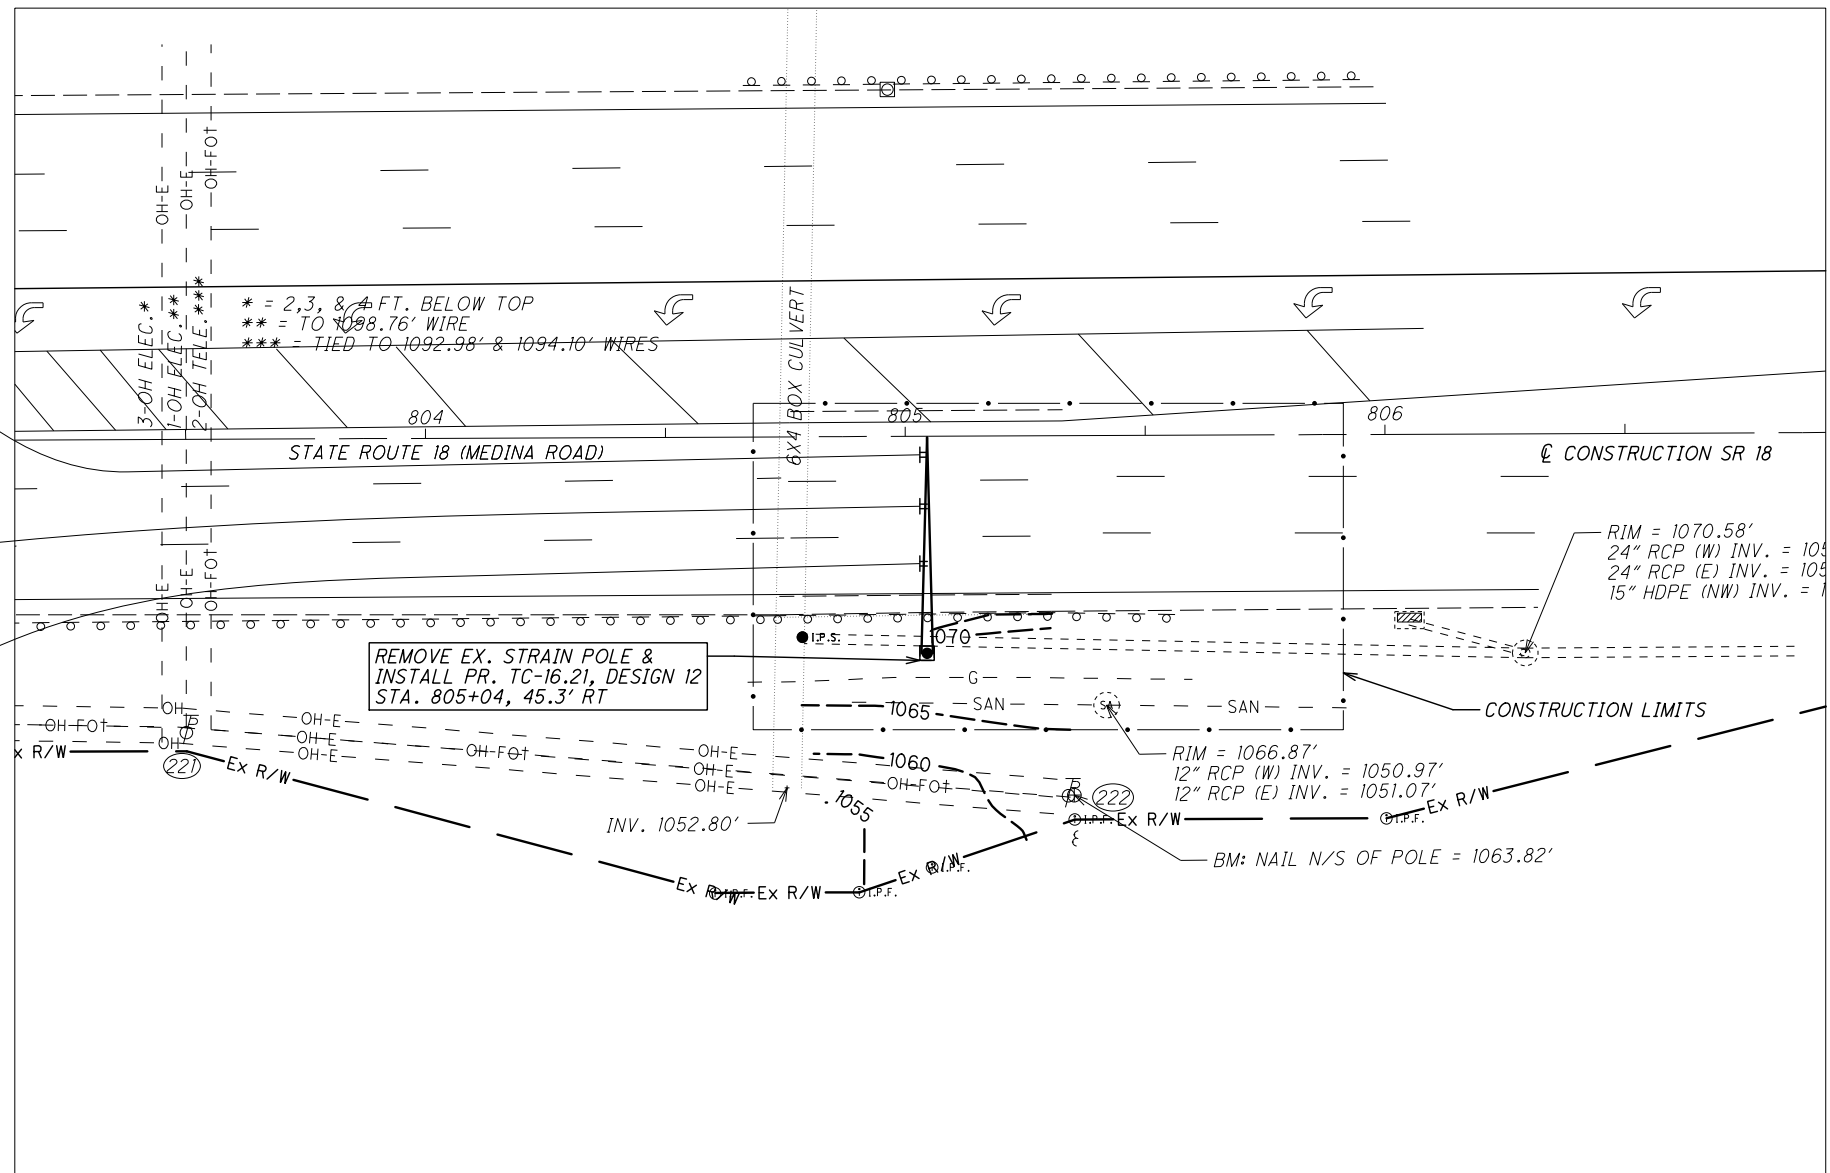 OH-FOt
OH-E
OH-E
* = 2,3, & 4 FT. BELOW TOP
** = TO 1098.76' WIRE
*** = TIED TO 1092.98' & 1094.10' WIRES
3-OH ELEC.*
1-OH ELEC.**
2-OH TELE.***
6X4 BOX CULVERT
804
805
806
STATE ROUTE 18 (MEDINA ROAD)
℄ CONSTRUCTION SR 18
RIM = 1070.58'
24" RCP (W) INV. = 105
24" RCP (E) INV. = 105
15" HDPE (NW) INV. = 1
OH-FOt
OH-E
OH-E
I.P.S.
1070
REMOVE EX. STRAIN POLE &
INSTALL PR. TC-16.21, DESIGN 12
STA. 805+04, 45.3' RT
G
SAN
SA
SAN
CONSTRUCTION LIMITS
1065
OH
OH-FOt
OH
P
OH-E
OH-E
OH-E
OH-FOt
OH-E
OH-E
OH-E
OH-FOt
1060
1055
x R/W
221
Ex R/W
RIM = 1066.87'
12" RCP (W) INV. = 1050.97'
12" RCP (E) INV. = 1051.07'
P
222
INV. 1052.80'
I.P.F.
Ex R/W
I.P.F.
Ex R/W
BM: NAIL N/S OF POLE = 1063.82'
Ex R/W
I.P.F.
Ex R/W
I.P.F.
Ex R/W
I.P.F.